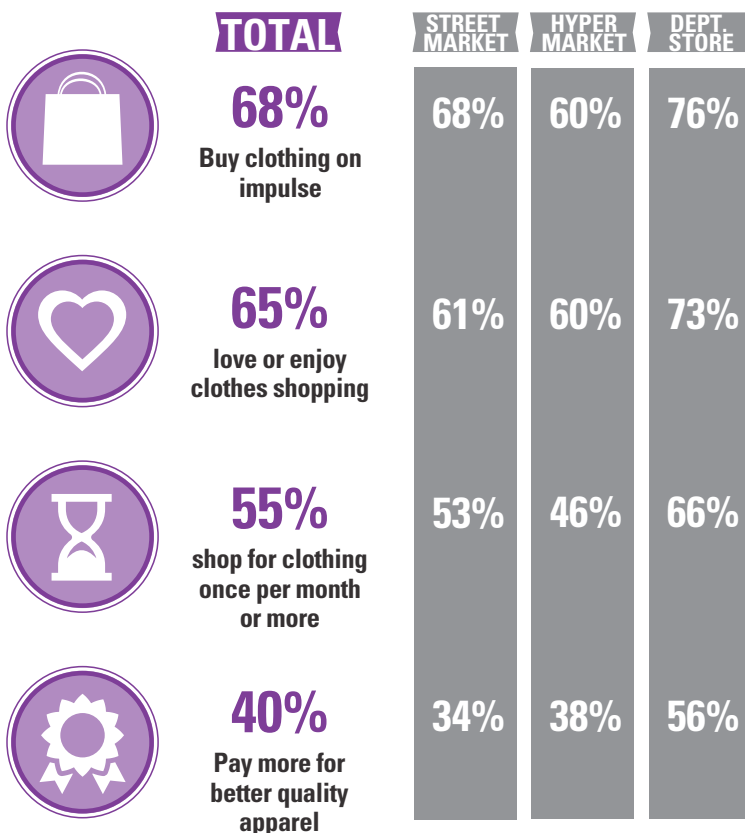 TOTAL
STREET MARKET
HYPER MARKET
DEPT. STORE
68%
Buy clothing on
impulse
68%
60%
76%
65%
love or enjoy
clothes shopping
61%
60%
73%
55%
shop for clothing
once per month
or more
53%
46%
66%
40%
Pay more for
better quality
apparel
34%
38%
56%